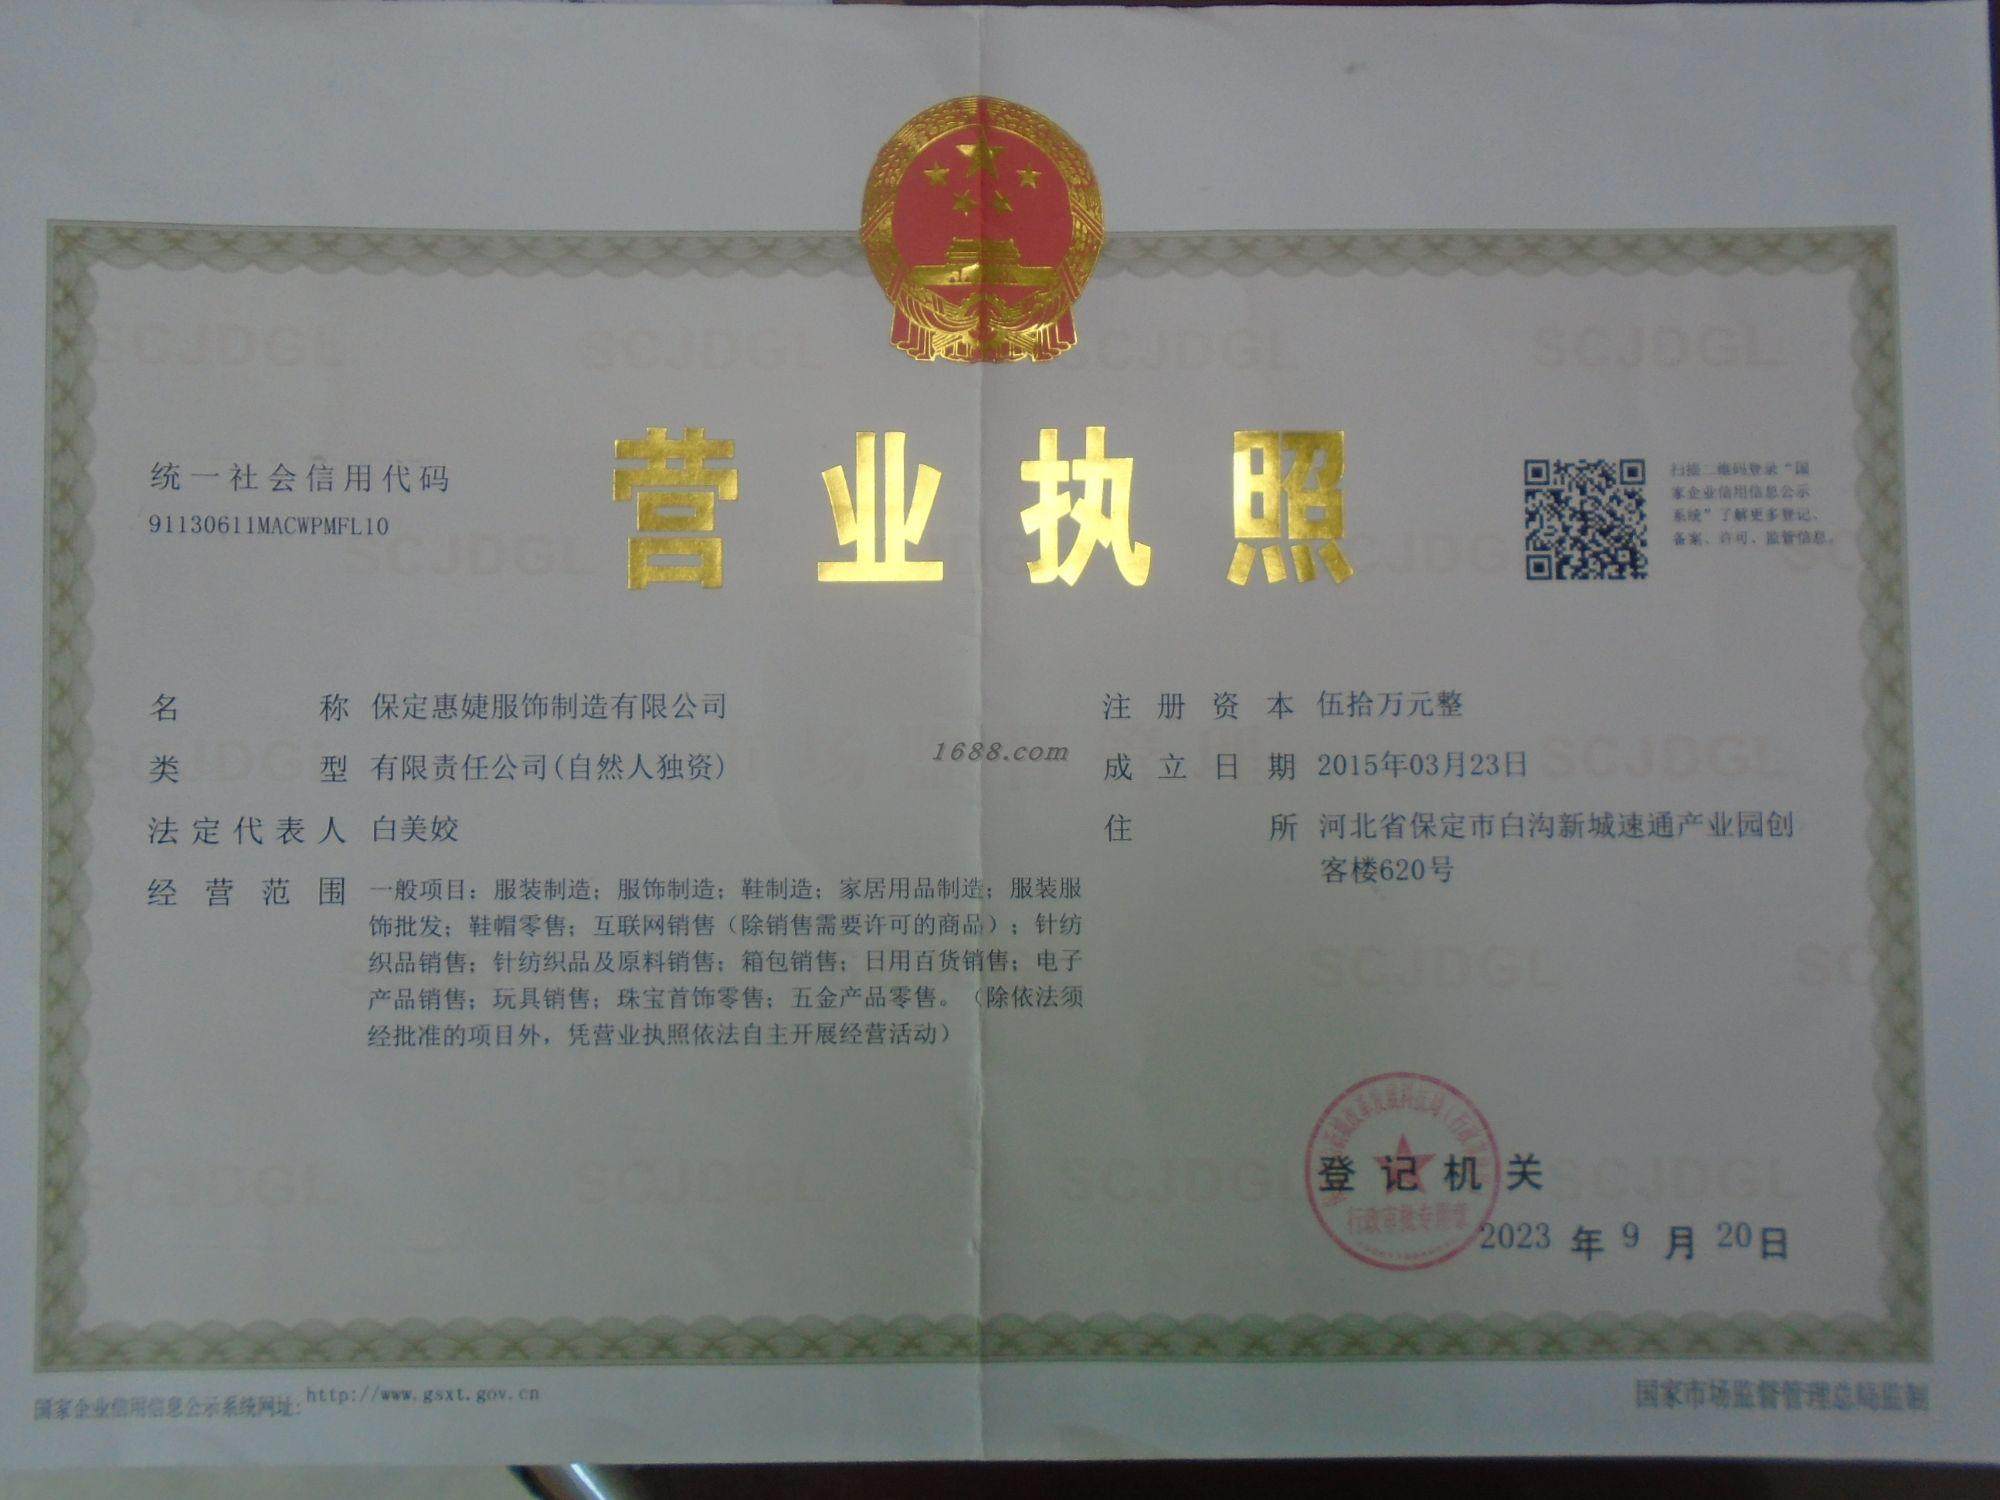 营业执照
统一社会信用代码
91130611MACWPMFL10
扫描二维码登录“国
家企业信用信息公示
系统”了解更多登记、
备案、许可、监管信息。
名称 保定惠婕服饰制造有限公司
类型 有限责任公司(自然人独资)
法定代表人 白美姣
经营范围 一般项目：服装制造；服饰制造；鞋制造；家居用品制造；服装服
饰批发；鞋帽零售；互联网销售（除销售需要许可的商品）；针纺
织品销售；针纺织品及原料销售；箱包销售；日用百货销售；电子
产品销售；玩具销售；珠宝首饰零售；五金产品零售。（除依法须
经批准的项目外，凭营业执照依法自主开展经营活动）
注册资本 伍拾万元整
成立日期 2015年03月23日
住所 河北省保定市白沟新城速通产业园创
客楼620号
1688.com
登记机关
行政审批专用章
2023年9月20日
国家企业信用信息公示系统网址: http://www.gsxt.gov.cn
国家市场监督管理总局监制
SCJDGL